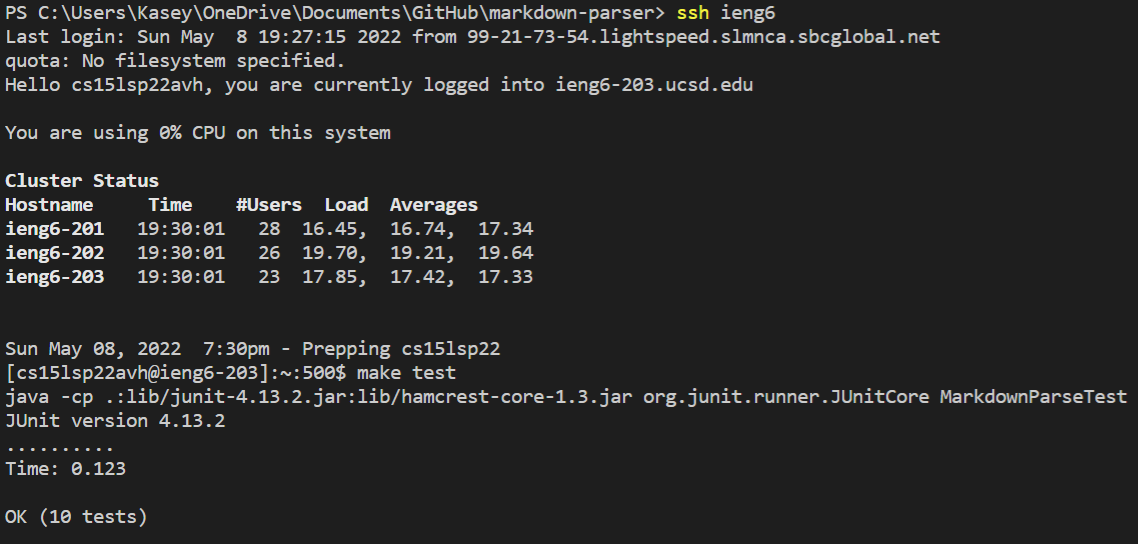 PS C:\Users\Kasey\OneDrive\Documents\GitHub\markdown-parser> ssh ieng6
Last login: Sun May  8 19:27:15 2022 from 99-21-73-54.lightspeed.slmnca.sbcglobal.net
quota: No filesystem specified.
Hello cs15lsp22avh, you are currently logged into ieng6-203.ucsd.edu

You are using 0% CPU on this system

Cluster Status
Hostname     Time    #Users  Load  Averages
ieng6-201   19:30:01   28  16.45,  16.74,  17.34
ieng6-202   19:30:01   26  19.70,  19.21,  19.64
ieng6-203   19:30:01   23  17.85,  17.42,  17.33


Sun May 08, 2022  7:30pm - Prepping cs15lsp22
[cs15lsp22avh@ieng6-203]:~:500$ make test
java -cp .:lib/junit-4.13.2.jar:lib/hamcrest-core-1.3.jar org.junit.runner.JUnitCore MarkdownParseTest
JUnit version 4.13.2
..........
Time: 0.123

OK (10 tests)